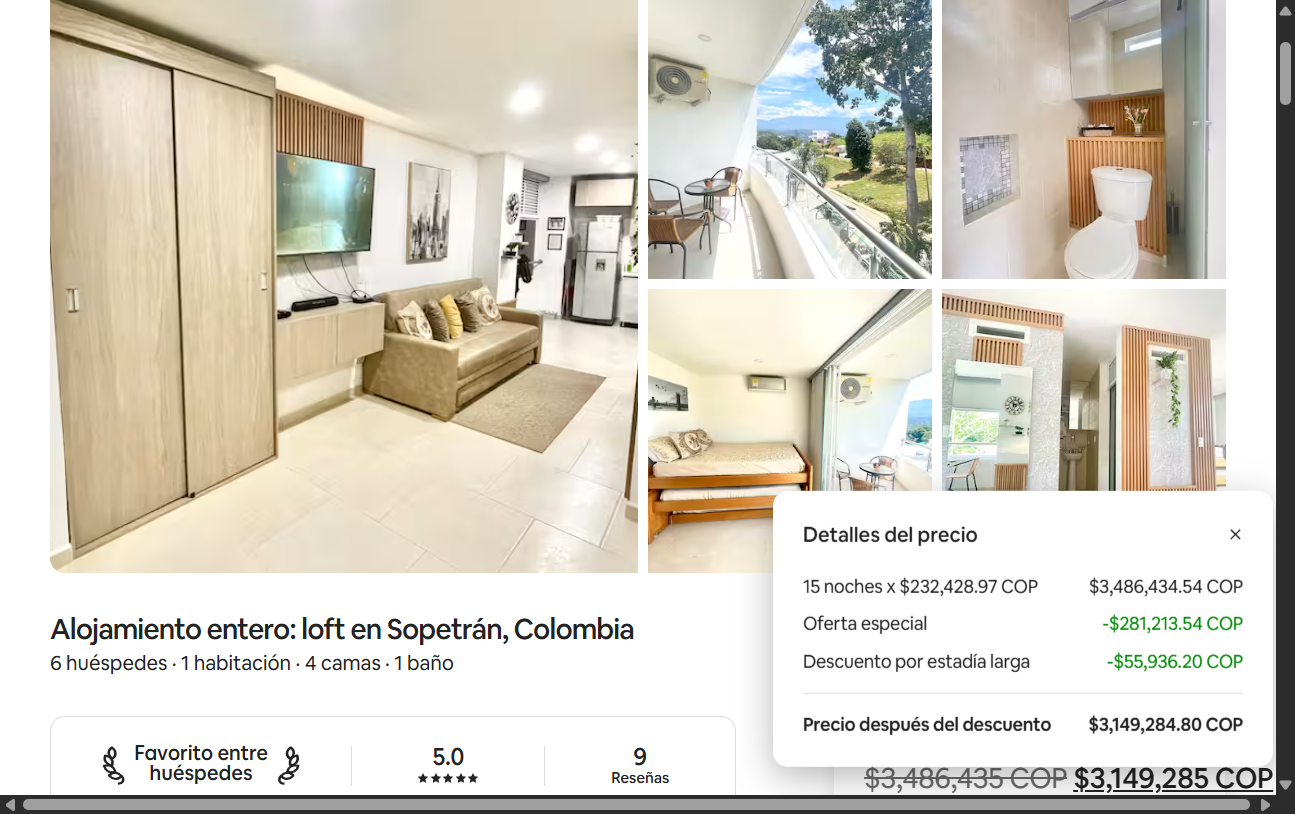 Alojamiento entero: loft en Sopetrán, Colombia
6 huéspedes · 1 habitación · 4 camas · 1 baño
Favorito entre
huéspedes
5.0
9
Reseñas
Detalles del precio
15 noches x $232,428.97 COP $3,486,434.54 COP
Oferta especial -$281,213.54 COP
Descuento por estadía larga -$55,936.20 COP
Precio después del descuento $3,149,284.80 COP
$3,486,435 COP $3,149,285 COP